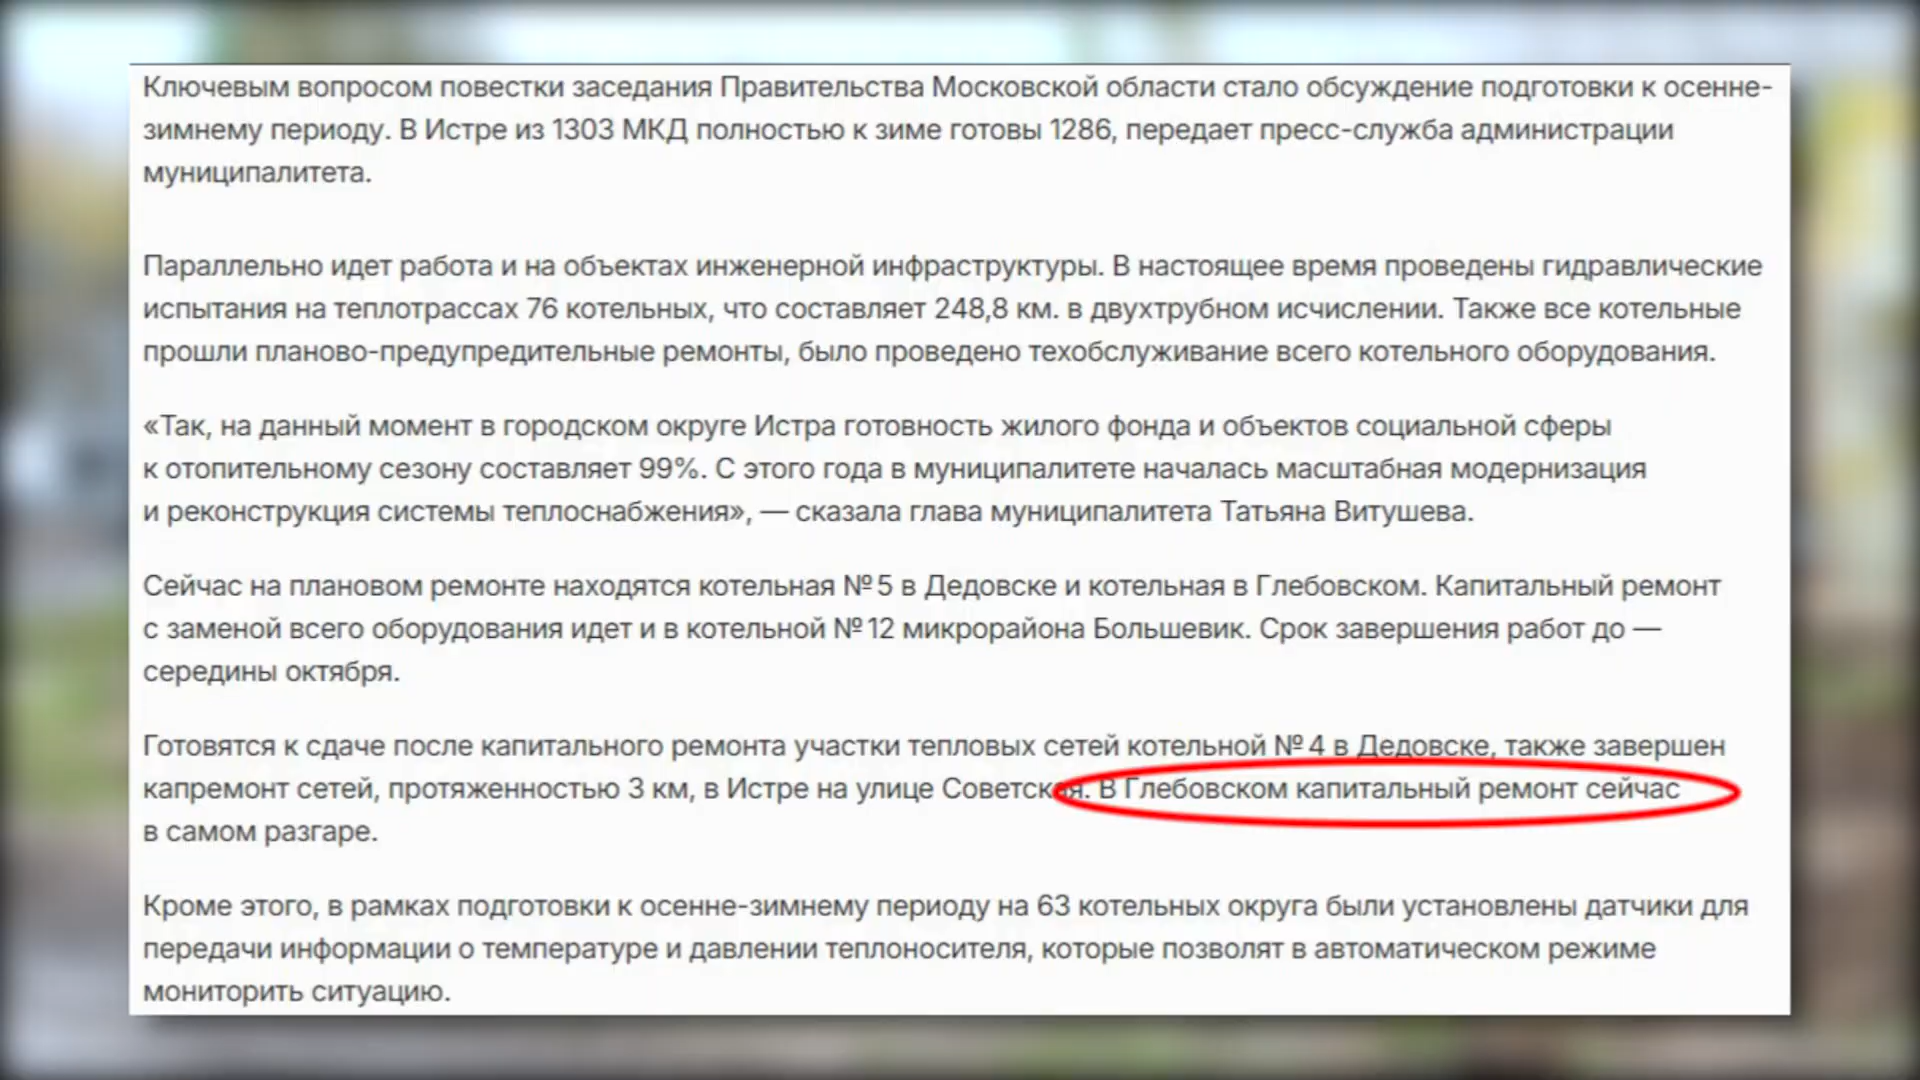 Ключевым вопросом повестки заседания Правительства Московской области стало обсуждение подготовки к осенне-
зимнему периоду. В Истре из 1303 МКД полностью к зиме готовы 1286, передает пресс-служба администрации
муниципалитета.
Параллельно идет работа и на объектах инженерной инфраструктуры. В настоящее время проведены гидравлические
испытания на теплотрассах 76 котельных, что составляет 248,8 км. в двухтрубном исчислении. Также все котельные
прошли планово-предупредительные ремонты, было проведено техобслуживание всего котельного оборудования.
«Так, на данный момент в городском округе Истра готовность жилого фонда и объектов социальной сферы
к отопительному сезону составляет 99%. С этого года в муниципалитете началась масштабная модернизация
и реконструкция системы теплоснабжения», — сказала глава муниципалитета Татьяна Витушева.
Сейчас на плановом ремонте находятся котельная №5 в Дедовске и котельная в Глебовском. Капитальный ремонт
с заменой всего оборудования идет и в котельной №12 микрорайона Большевик. Срок завершения работ до —
середины октября.
Готовятся к сдаче после капитального ремонта участки тепловых сетей котельной №4 в Дедовске, также завершен
капремонт сетей, протяженностью 3 км, в Истре на улице Советская. В Глебовском капитальный ремонт сейчас
в самом разгаре.
Кроме этого, в рамках подготовки к осенне-зимнему периоду на 63 котельных округа были установлены датчики для
передачи информации о температуре и давлении теплоносителя, которые позволят в автоматическом режиме
мониторить ситуацию.